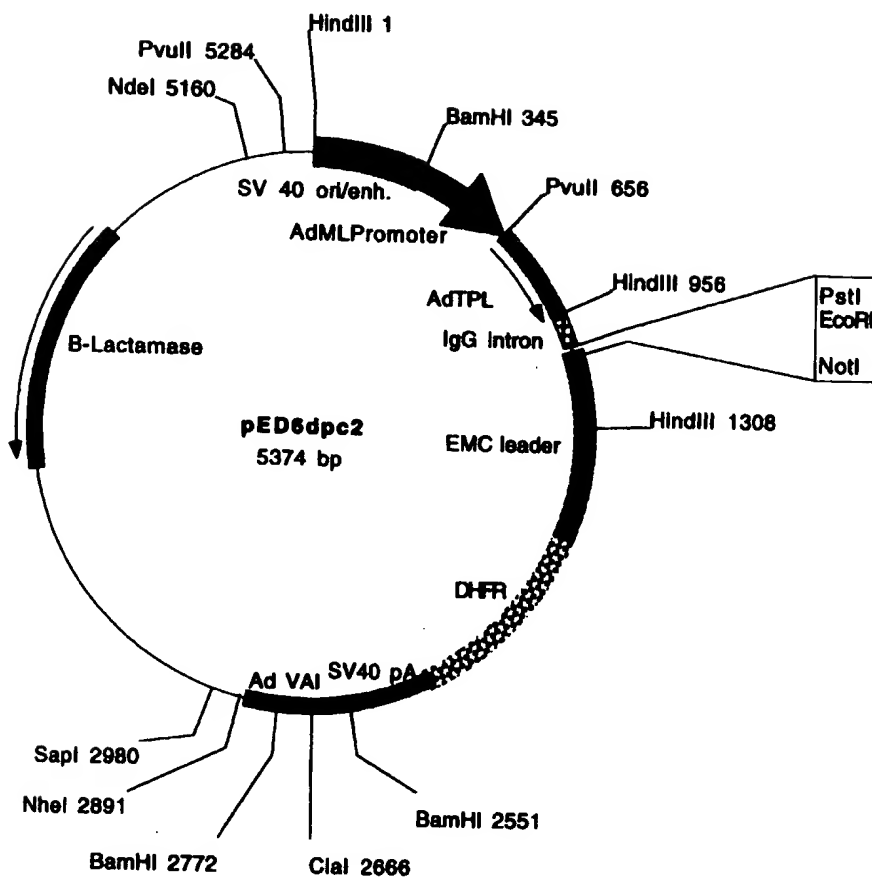 HindIII 1
PvuII 5284
NdeI 5160
BamHI 345
SV 40 ori/enh.
PvuII 656
AdMLPromoter
HindIII 956
AdTPL
PstI
EcoRI
IgG intron
NotI
B-Lactamase
HindIII 1308
pED6dpc2
EMC leader
5374 bp
DHFR
SV40 pA
Ad VAI
SapI 2980
NheI 2891
BamHI 2551
BamHI 2772
ClaI 2666